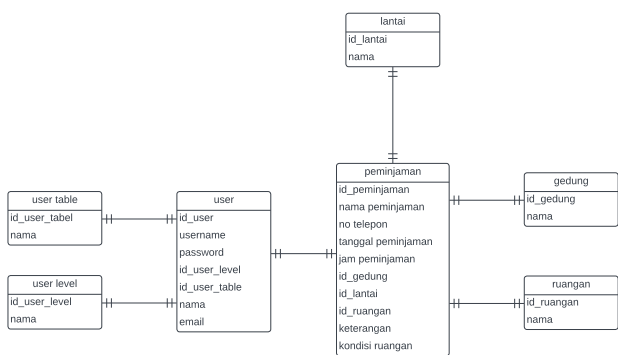 lantai
id_lantai
nama
user table
id_user_tabel
nama
user level
id_user_level
nama
user
id_user
username
password
id_user_level
id_user_table
nama
email
peminjaman
id_peminjaman
nama peminjaman
no telepon
tanggal peminjaman
jam peminjaman
id_gedung
id_lantai
id_ruangan
keterangan
kondisi ruangan
gedung
id_gedung
nama
ruangan
id_ruangan
nama